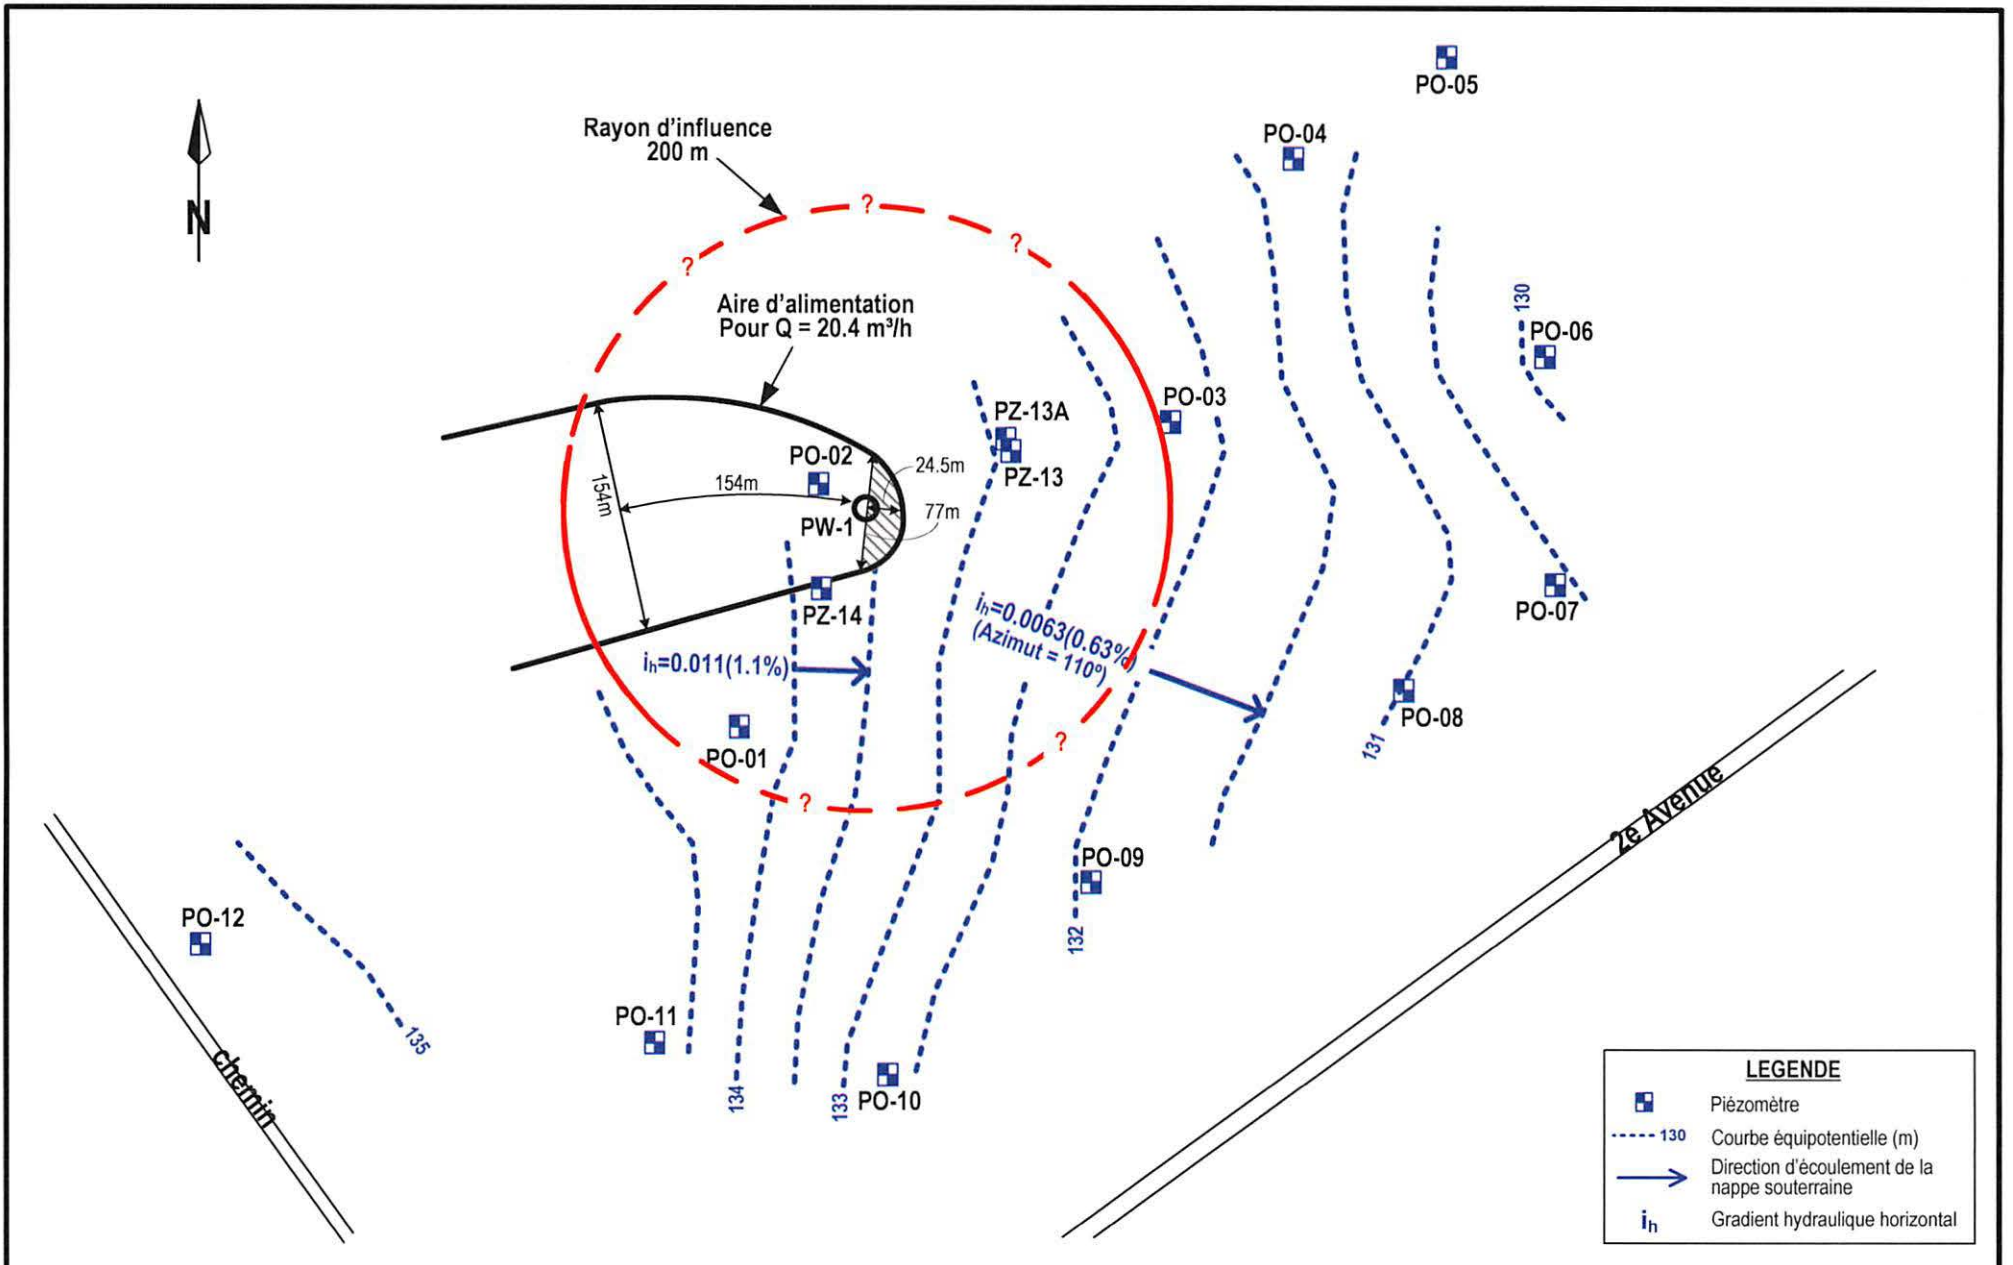 PO-05
Rayon d'influence
200 m
PO-04
N
?
?
?
Aire d'alimentation
Pour Q = 20.4 m³/h
130
PO-06
PZ-13A
PO-03
PO-02
PZ-13
24.5m
154m
154m
PW-1
77m
PZ-14
PO-07
iₕ=0.0063(0.63%)
(Azimut = 110°)
iₕ=0.011(1.1%)
PO-08
PO-01
?
131
?
2e Avenue
PO-09
PO-12
132
PO-11
135
chemin
134
133
PO-10
LEGENDE
Piézomètre
130 Courbe équipotentielle (m)
Direction d'écoulement de la
nappe souterraine
iₕ Gradient hydraulique horizontal